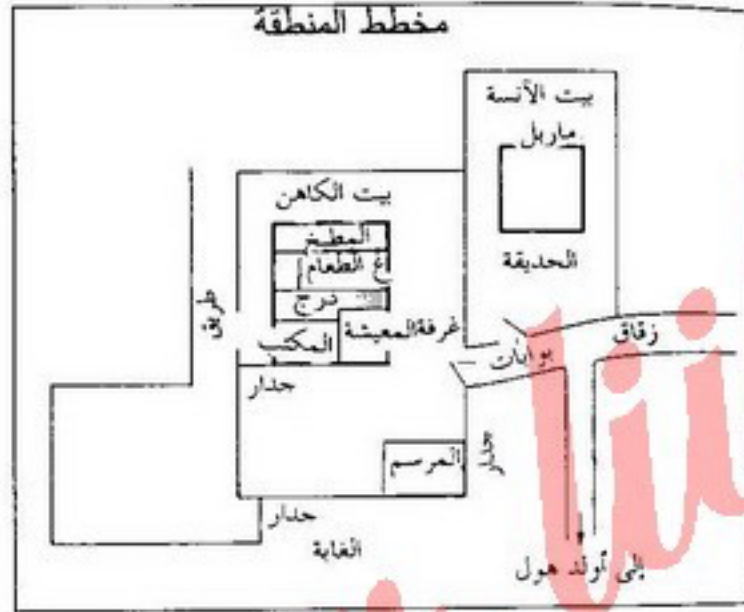 مخطط المنطقة
بيت الآنسة
ماربل
بيت الكاهن
المطبخ
غ الطعام
الحديقة
درج
طريق
غرفة المعيشة
المكتب
زقاق
بوابات
جدار
المرسم
جدار
جدار
الغابة
إلى أولد هول